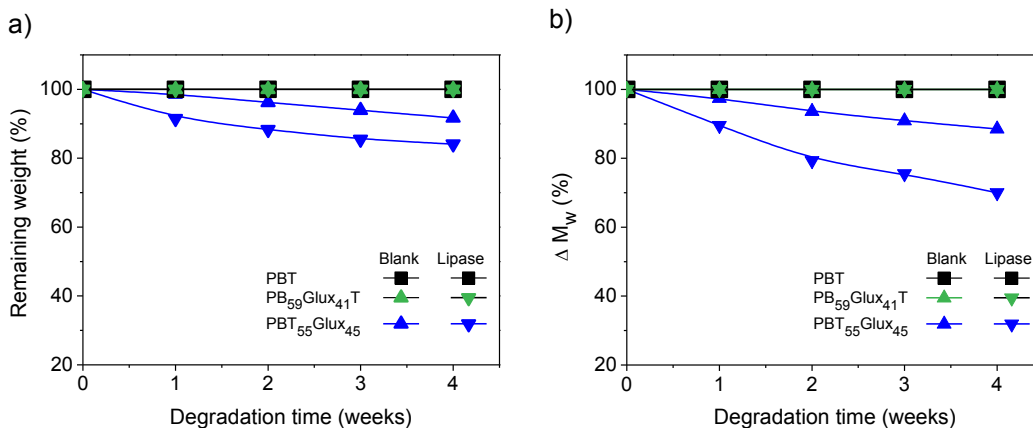 a)
Remaining weight (%)
100
80
60
40
20
0 1 2 3 4
Degradation time (weeks)
Blank Lipase
PBT
PB59Glux41T
PBT55Glux45
b)
Δ Mw (%)
100
80
60
40
20
0 1 2 3 4
Degradation time (weeks)
Blank Lipase
PBT
PB59Glux41T
PBT55Glux45